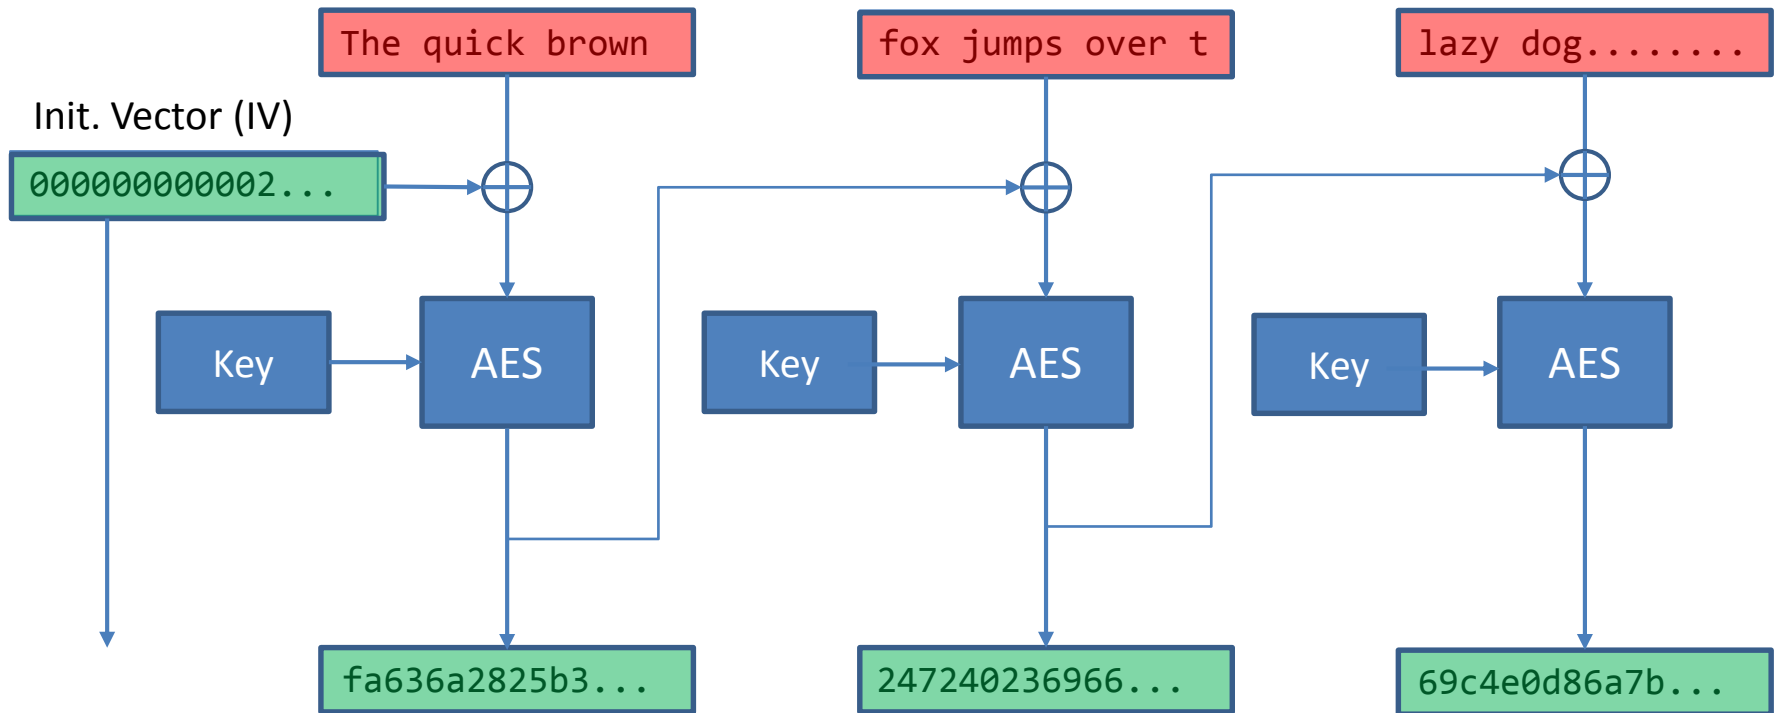 The quick brown
fox jumps over t
lazy dog........
Init. Vector (IV)
000000000002...
Key
AES
Key
AES
Key
AES
fa636a2825b3...
247240236966...
69c4e0d86a7b...